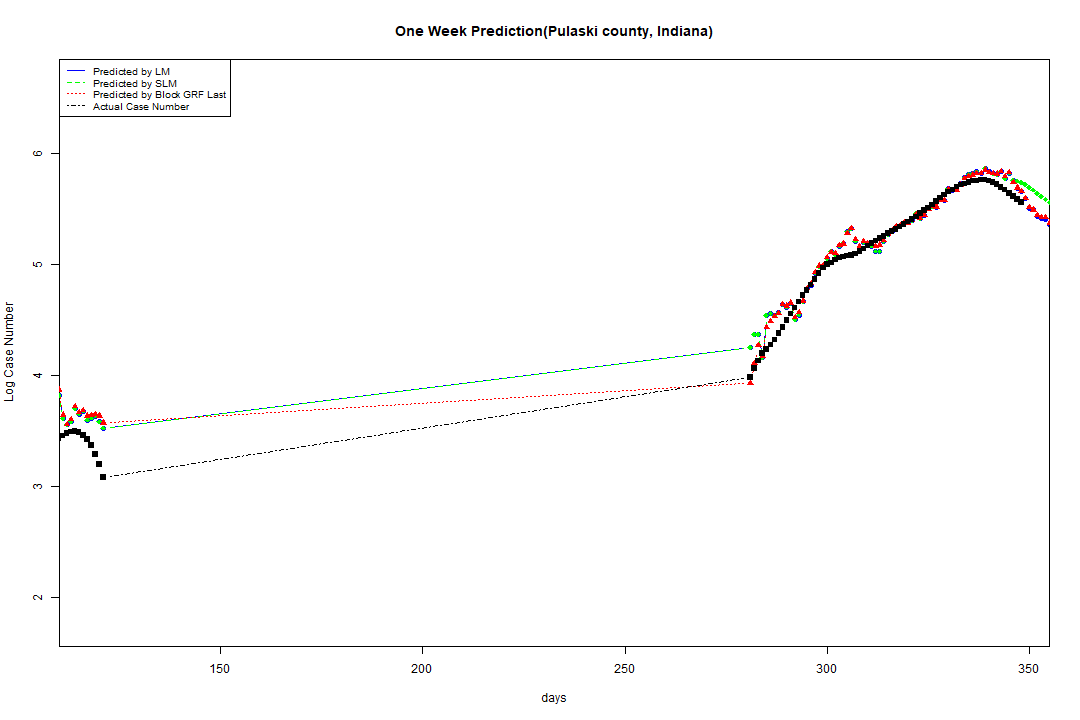 One Week Prediction(Pulaski county, Indiana)
Predicted by LM
Predicted by SLM
Predicted by Block GRF Last
Actual Case Number
Log Case Number
6
5
4
3
2
150
200
250
300
350
days